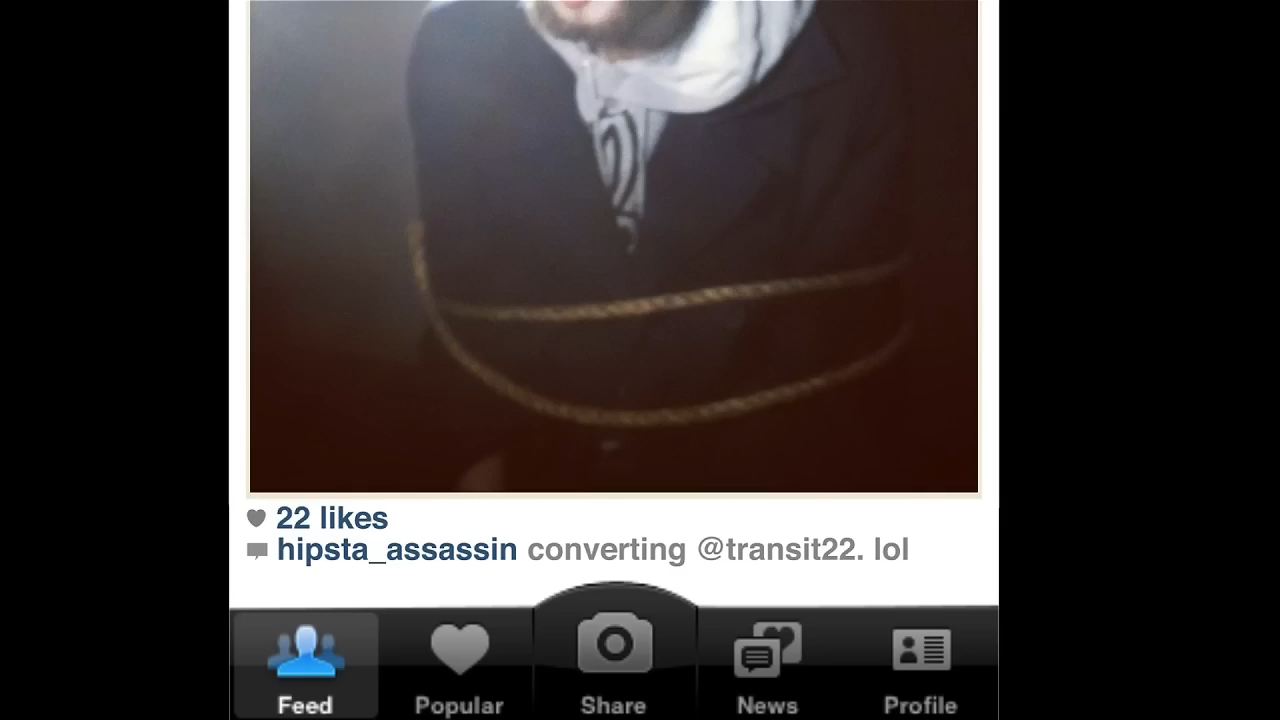 22 likes
hipsta_assassin converting @transit22. lol
Feed Popular Share News Profile